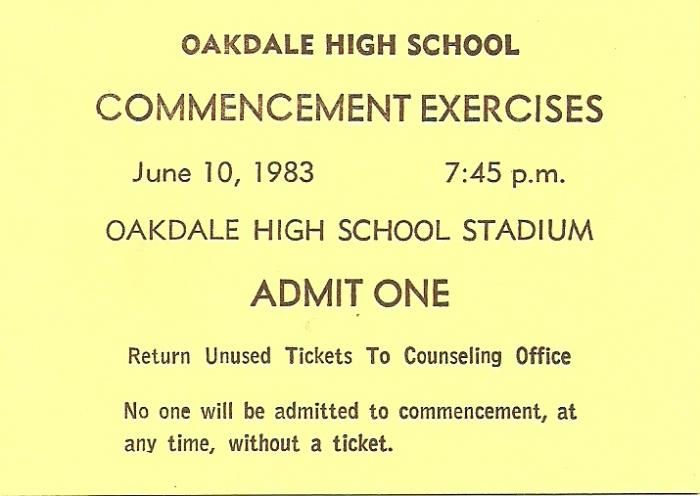 OAKDALE HIGH SCHOOL
COMMENCEMENT EXERCISES
June 10, 1983 7:45 p.m.
OAKDALE HIGH SCHOOL STADIUM
ADMIT ONE
Return Unused Tickets To Counseling Office
No one will be admitted to commencement, at
any time, without a ticket.